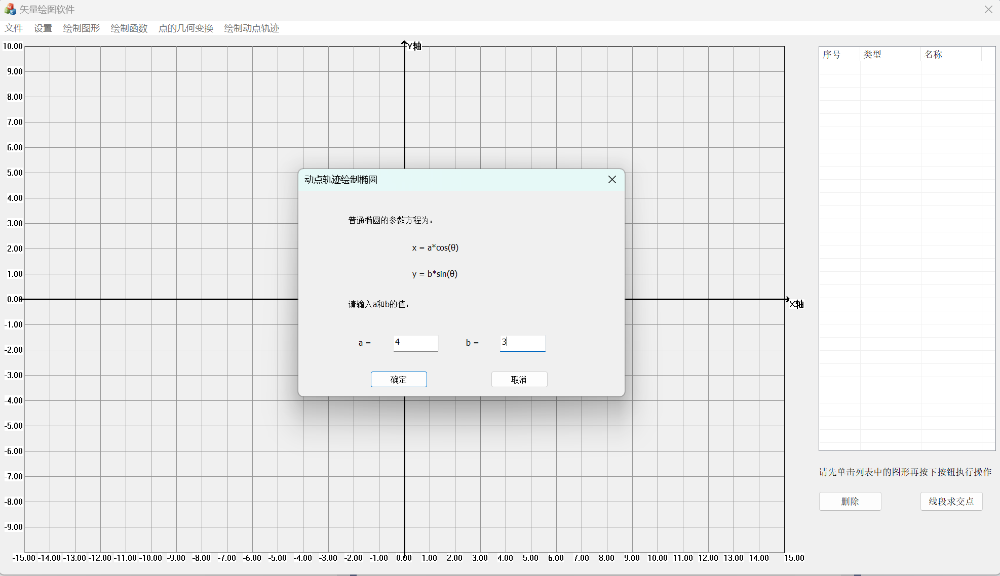 矢量绘图软件
文件 设置 绘制图形 绘制函数 点的几何变换 绘制动点轨迹
Y轴
10.00
9.00
8.00
7.00
6.00
5.00
4.00
3.00
2.00
1.00
0.00
-1.00
-2.00
-3.00
-4.00
-5.00
-6.00
-7.00
-8.00
-9.00
-15.00 -14.00 -13.00 -12.00 -11.00 -10.00 -9.00 -8.00 -7.00 -6.00 -5.00 -4.00 -3.00 -2.00 -1.00 0.00 1.00 2.00 3.00 4.00 5.00 6.00 7.00 8.00 9.00 10.00 11.00 12.00 13.00 14.00 15.00
X轴
动点轨迹绘制椭圆
普通椭圆的参数方程为：
x = a*cos(θ)
y = b*sin(θ)
请输入a和b的值：
a = 4 b = 3
确定 取消
序号 类型 名称
请先单击列表中的图形再按下按钮执行操作
删除 线段求交点